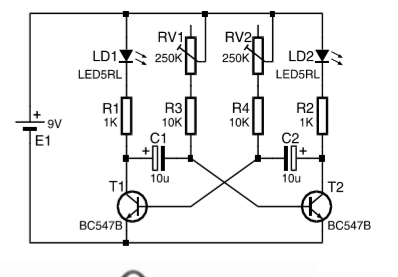 RV1 RV2
LD1 250K 250K LD2
LED5RL LED5RL
R1 R3 R4 R2
1K 10K 10K 1K
+ 9V
E1
C1 C2
+ +
10u 10u
T1 T2
BC547B BC547B